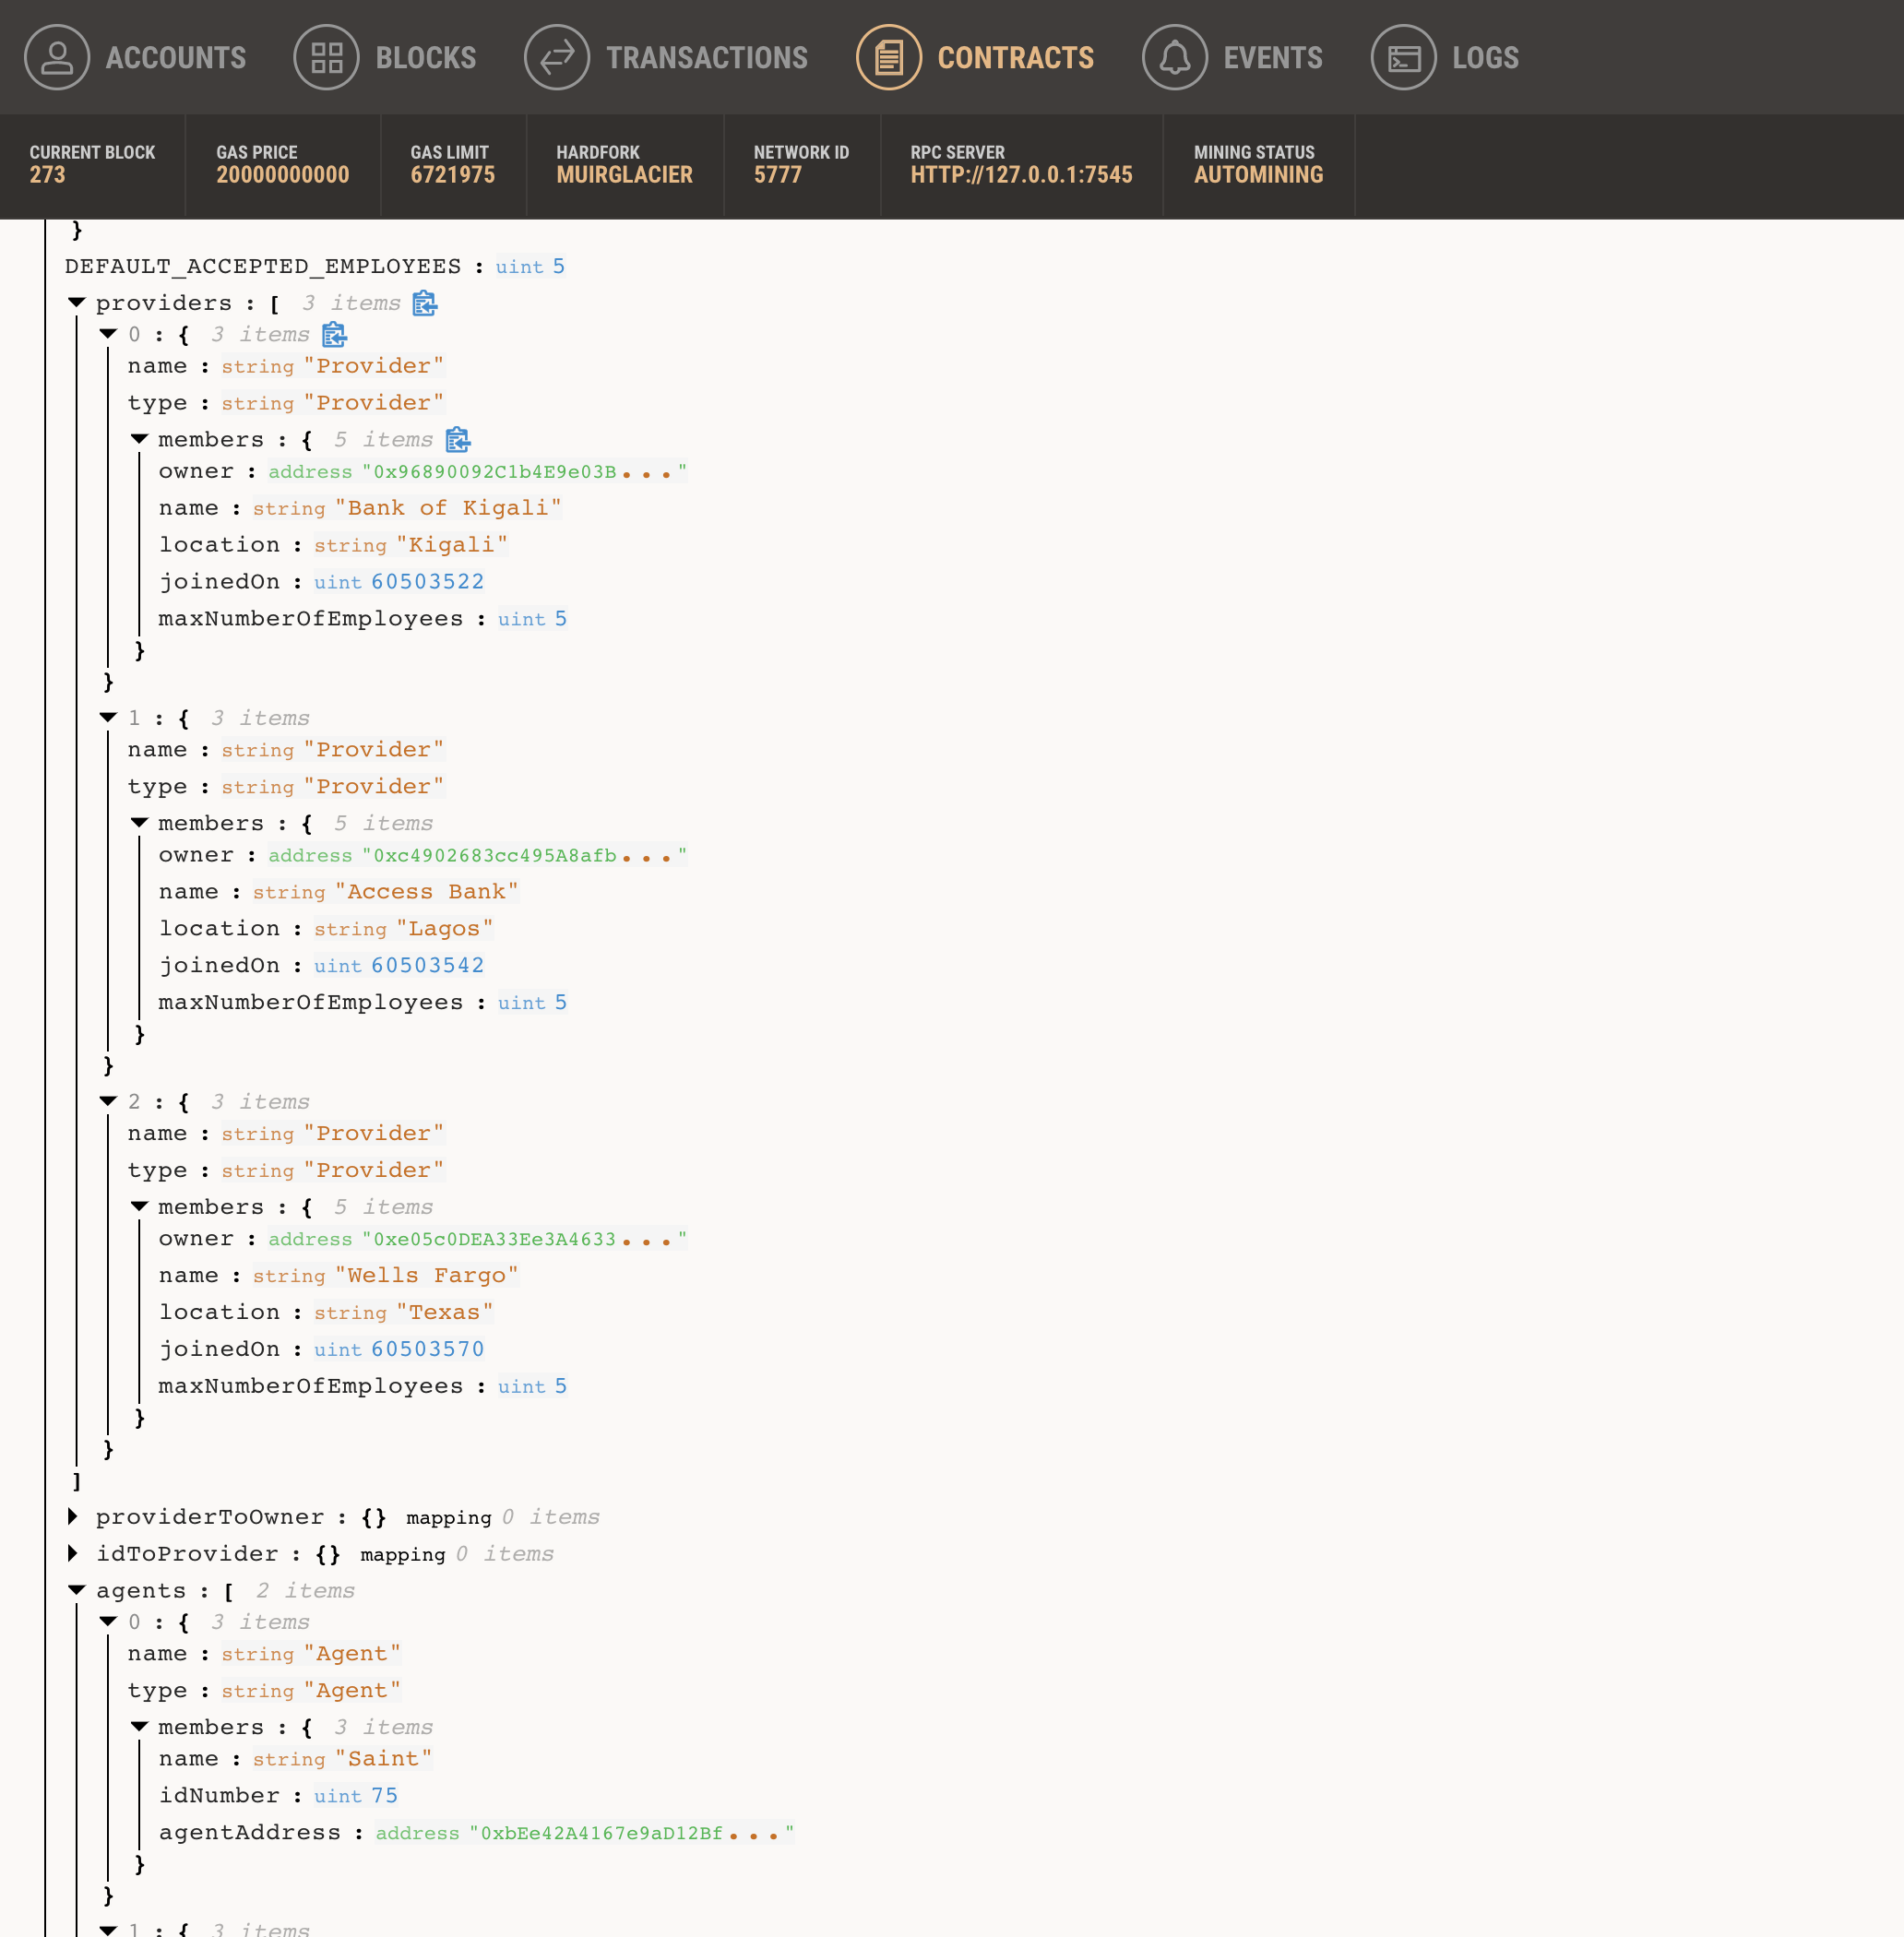 ACCOUNTS BLOCKS TRANSACTIONS CONTRACTS EVENTS LOGS
CURRENT BLOCK GAS PRICE GAS LIMIT HARDFORK NETWORK ID RPC SERVER MINING STATUS
273 20000000000 6721975 MUIRGLACIER 5777 HTTP://127.0.0.1:7545 AUTOMINING
}
DEFAULT_ACCEPTED_EMPLOYEES : uint 5
providers : [ 3 items
0 : { 3 items
name : string "Provider"
type : string "Provider"
members : { 5 items
owner : address "0x96890092C1b4E9e03B..."
name : string "Bank of Kigali"
location : string "Kigali"
joinedOn : uint 60503522
maxNumberOfEmployees : uint 5
}
}
1 : { 3 items
name : string "Provider"
type : string "Provider"
members : { 5 items
owner : address "0xc4902683cc495A8afb..."
name : string "Access Bank"
location : string "Lagos"
joinedOn : uint 60503542
maxNumberOfEmployees : uint 5
}
}
2 : { 3 items
name : string "Provider"
type : string "Provider"
members : { 5 items
owner : address "0xe05c0DEA33Ee3A4633..."
name : string "Wells Fargo"
location : string "Texas"
joinedOn : uint 60503570
maxNumberOfEmployees : uint 5
}
}
]
providerToOwner : {} mapping 0 items
idToProvider : {} mapping 0 items
agents : [ 2 items
0 : { 3 items
name : string "Agent"
type : string "Agent"
members : { 3 items
name : string "Saint"
idNumber : uint 75
agentAddress : address "0xbEe42A4167e9aD12Bf..."
}
}
1 : { 3 items